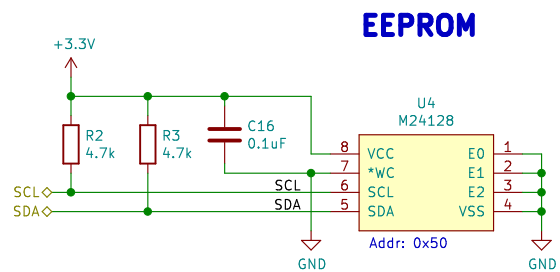 EEPROM
+3.3V
R2
4.7k
R3
4.7k
C16
0.1uF
U4
M24128
8 VCC E0 1
7 *WC E1 2
6 SCL E2 3
5 SDA VSS 4
SCL SCL
SDA SDA
Addr: 0x50
GND GND